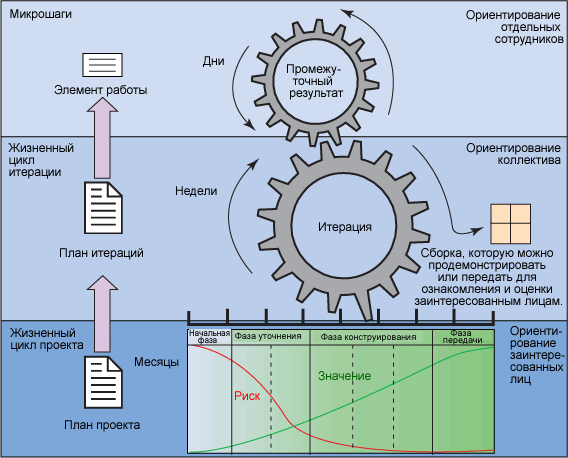 Микрошаги
Ориентирование
отдельных
сотрудников
Дни
Промежу-
точный
результат
Элемент работы
Жизненный
цикл
итерации
Ориентирование
коллектива
Недели
Итерация
План итераций
Сборка, которую можно
продемонстрировать
или передать для
ознакомления и оценки
заинтересованным лицам.
Жизненный
цикл проекта
Месяцы
Начальная
фаза
Фаза уточнения
Фаза конструирования
Фаза
передачи
Ориенти-
рование
заинтере-
сованных
лиц
Значение
Риск
План проекта